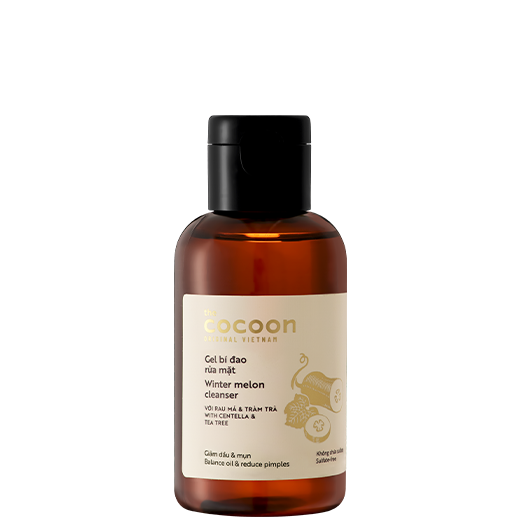 the
cocoon
ORIGINAL VIETNAM
Gel bí đao
rửa mặt
Winter melon
cleanser
VỚI RAU MÁ & TRÀM TRÀ
WITH CENTELLA &
TEA TREE
Giảm dầu & mụn
Balance oil & reduce pimples
Không chứa sulfate
Sulfate-free